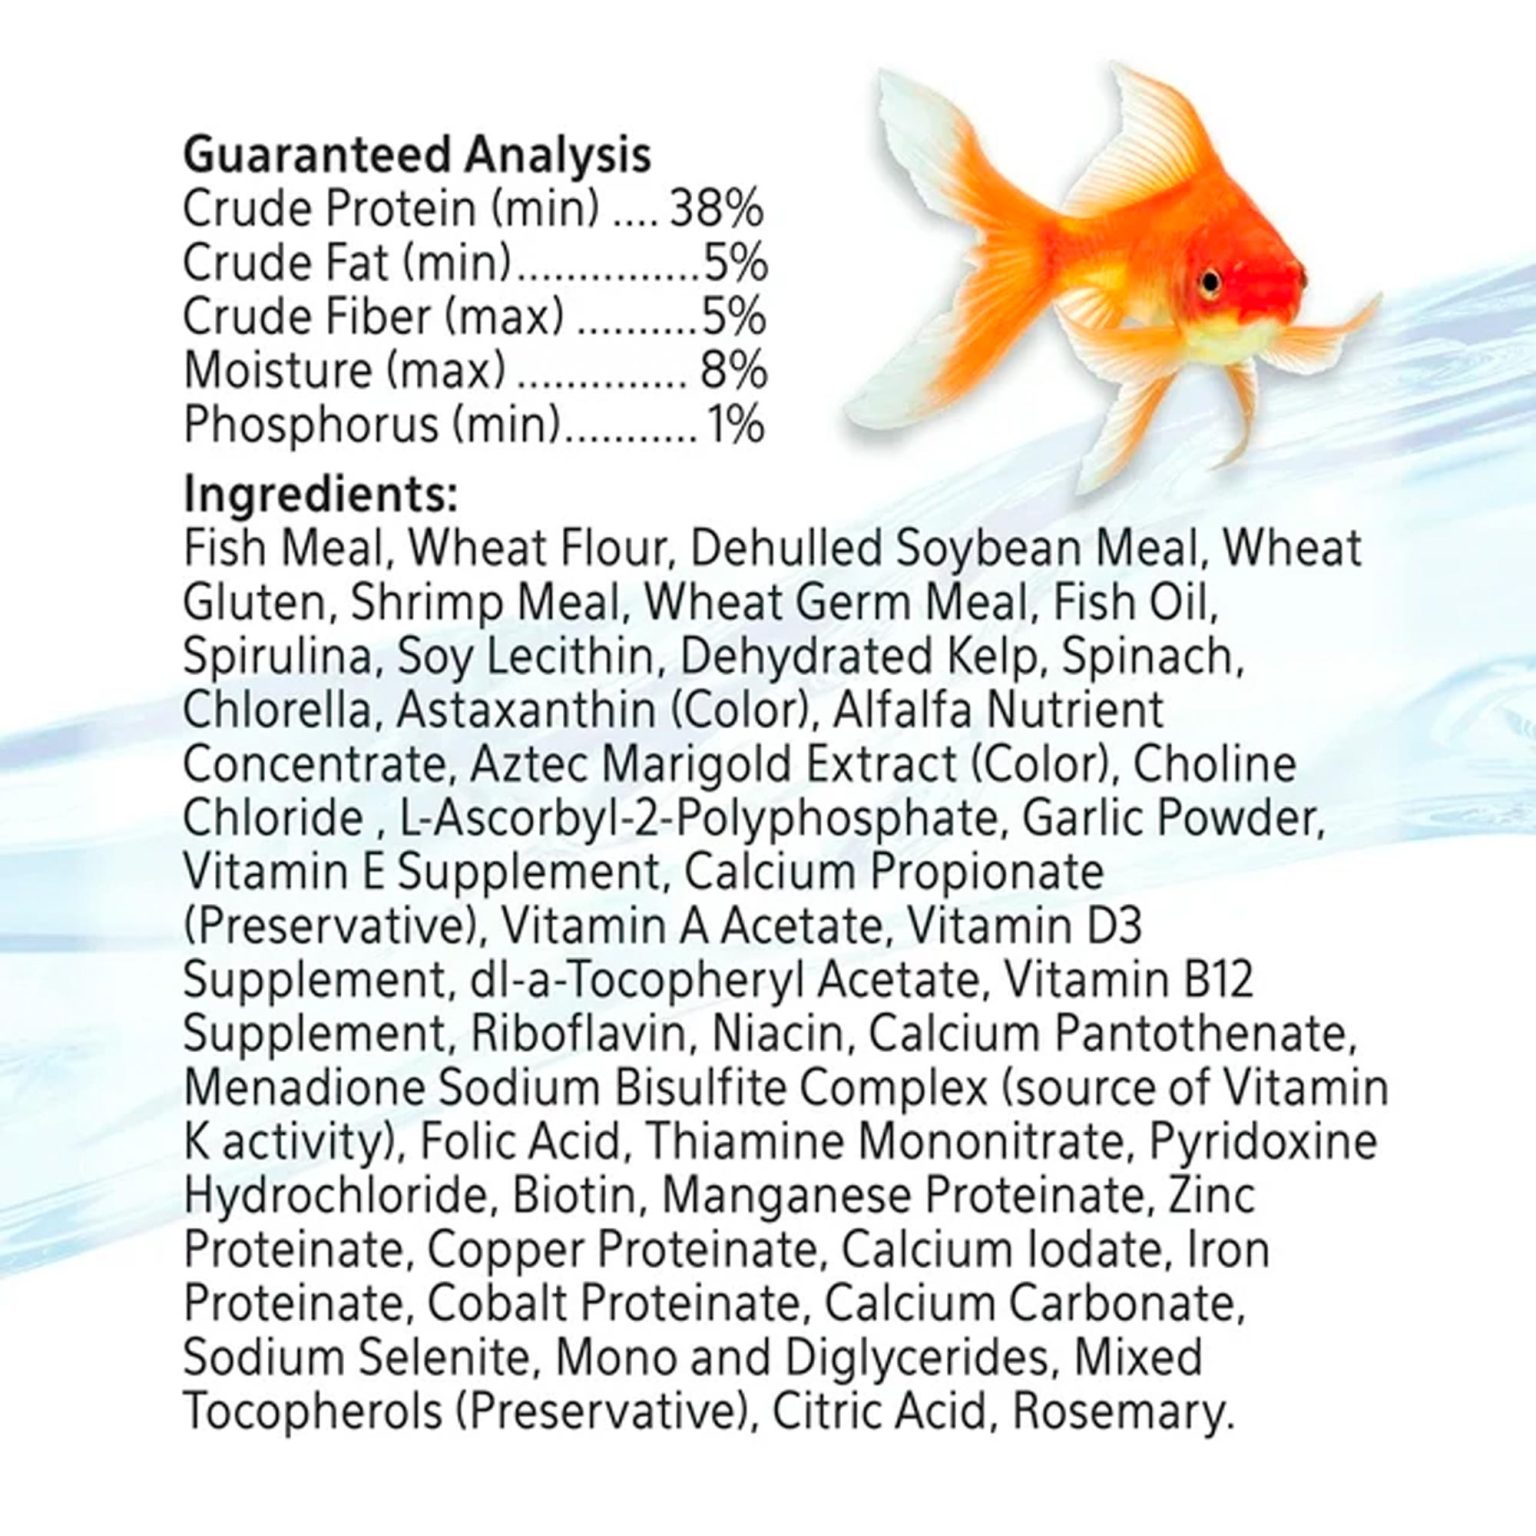 Guaranteed Analysis
Crude Protein (min) .... 38%
Crude Fat (min)...............5%
Crude Fiber (max) ..........5%
Moisture (max) .............. 8%
Phosphorus (min)........... 1%
Ingredients:
Fish Meal, Wheat Flour, Dehulled Soybean Meal, Wheat
Gluten, Shrimp Meal, Wheat Germ Meal, Fish Oil,
Spirulina, Soy Lecithin, Dehydrated Kelp, Spinach,
Chlorella, Astaxanthin (Color), Alfalfa Nutrient
Concentrate, Aztec Marigold Extract (Color), Choline
Chloride , L-Ascorbyl-2-Polyphosphate, Garlic Powder,
Vitamin E Supplement, Calcium Propionate
(Preservative), Vitamin A Acetate, Vitamin D3
Supplement, dl-a-Tocopheryl Acetate, Vitamin B12
Supplement, Riboflavin, Niacin, Calcium Pantothenate,
Menadione Sodium Bisulfite Complex (source of Vitamin
K activity), Folic Acid, Thiamine Mononitrate, Pyridoxine
Hydrochloride, Biotin, Manganese Proteinate, Zinc
Proteinate, Copper Proteinate, Calcium Iodate, Iron
Proteinate, Cobalt Proteinate, Calcium Carbonate,
Sodium Selenite, Mono and Diglycerides, Mixed
Tocopherols (Preservative), Citric Acid, Rosemary.